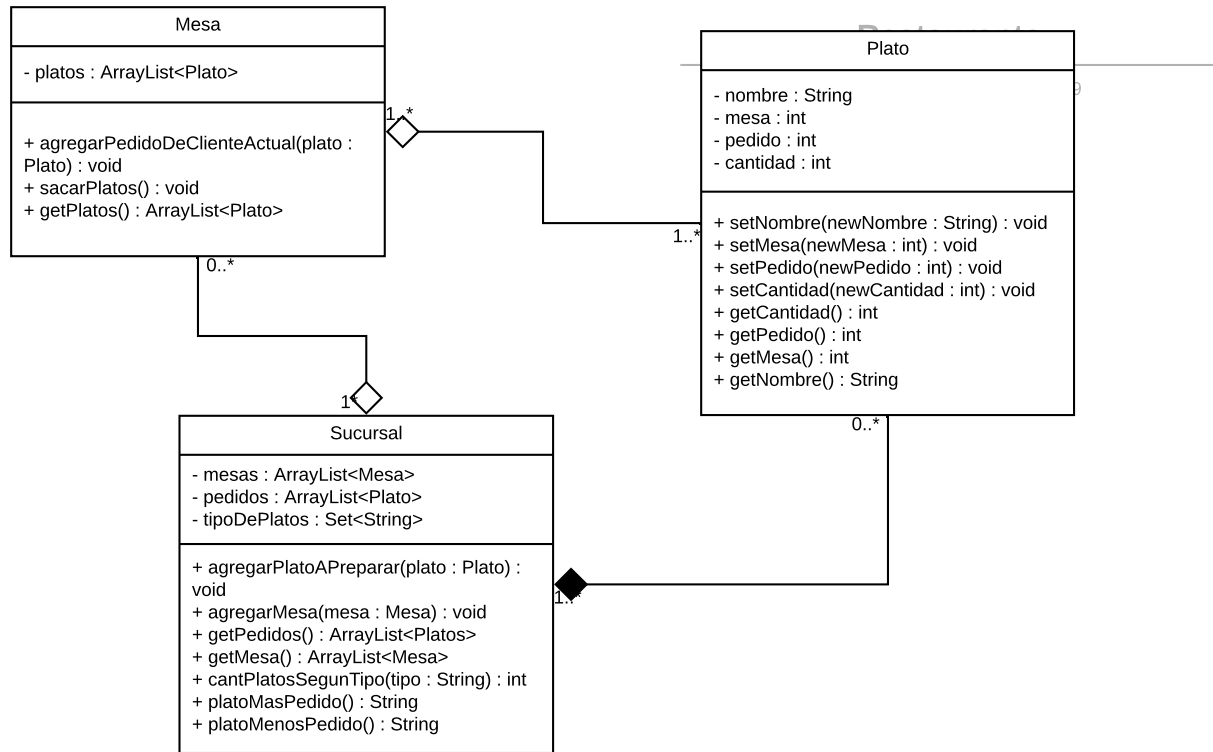 Mesa
- platos : ArrayList<Plato>
+ agregarPedidoDeClienteActual(plato :
Plato) : void
+ sacarPlatos() : void
+ getPlatos() : ArrayList<Plato>
1..*
0..*
Plato
- nombre : String
- mesa : int
- pedido : int
- cantidad : int
+ setNombre(newNombre : String) : void
+ setMesa(newMesa : int) : void
+ setPedido(newPedido : int) : void
+ setCantidad(newCantidad : int) : void
+ getCantidad() : int
+ getPedido() : int
+ getMesa() : int
+ getNombre() : String
1..*
0..*
9
1*
Sucursal
- mesas : ArrayList<Mesa>
- pedidos : ArrayList<Plato>
- tipoDePlatos : Set<String>
+ agregarPlatoAPreparar(plato : Plato) :
void
+ agregarMesa(mesa : Mesa) : void
+ getPedidos() : ArrayList<Platos>
+ getMesa() : ArrayList<Mesa>
+ cantPlatosSegunTipo(tipo : String) : int
+ platoMasPedido() : String
+ platoMenosPedido() : String
1..*